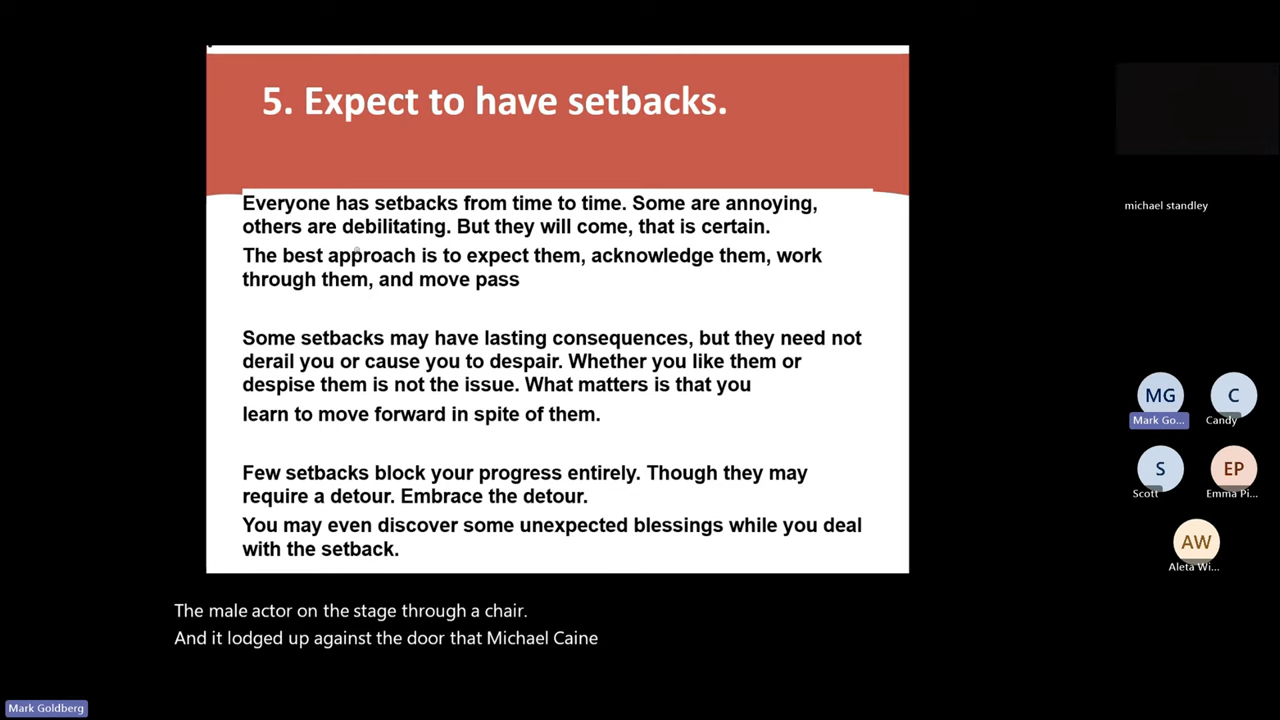 5. Expect to have setbacks.
Everyone has setbacks from time to time. Some are annoying,
others are debilitating. But they will come, that is certain.
The best approach is to expect them, acknowledge them, work
through them, and move pass
Some setbacks may have lasting consequences, but they need not
derail you or cause you to despair. Whether you like them or
despise them is not the issue. What matters is that you
learn to move forward in spite of them.
Few setbacks block your progress entirely. Though they may
require a detour. Embrace the detour.
You may even discover some unexpected blessings while you deal
with the setback.
The male actor on the stage through a chair.
And it lodged up against the door that Michael Caine
Mark Goldberg
michael standley
MG
Mark Go...
C
Candy
S
Scott
EP
Emma Pi...
AW
Aleta Wi...